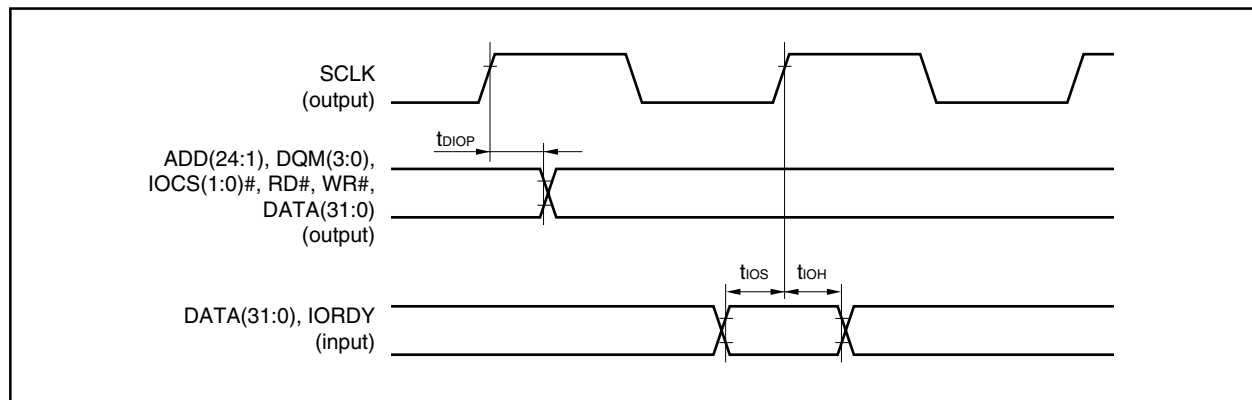 SCLK
(output)
tDIOP
ADD(24:1), DQM(3:0),
IOCS(1:0)#, RD#, WR#,
DATA(31:0)
(output)
tIOS tIOH
DATA(31:0), IORDY
(input)